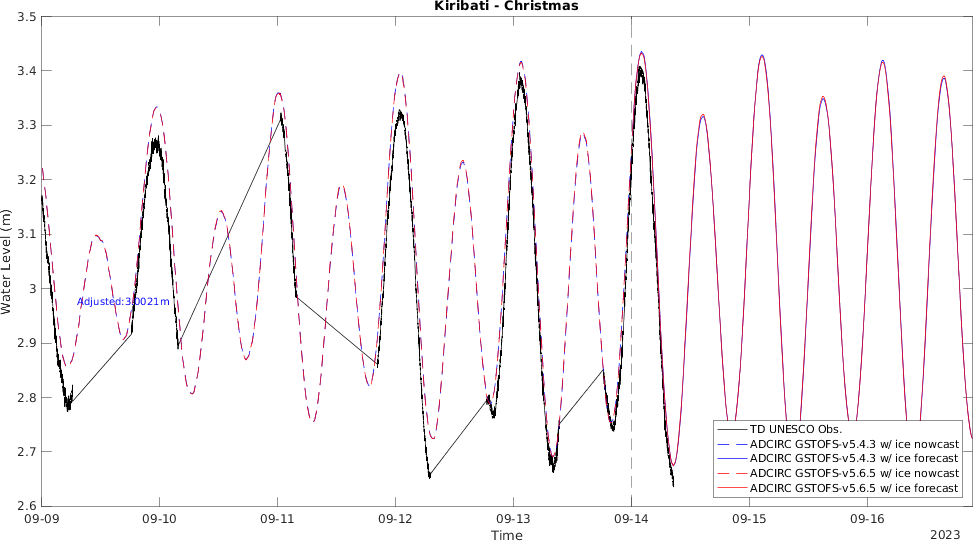 Kiribati - Christmas
3.5
3.4
3.3
3.2
3.1
3
2.9
2.8
2.7
2.6
Water Level (m)
Adjusted:3.0021m
TD UNESCO Obs.
ADCIRC GSTOFS-v5.4.3 w/ ice nowcast
ADCIRC GSTOFS-v5.4.3 w/ ice forecast
ADCIRC GSTOFS-v5.6.5 w/ ice nowcast
ADCIRC GSTOFS-v5.6.5 w/ ice forecast
09-09 09-10 09-11 09-12 09-13 09-14 09-15 09-16
Time
2023